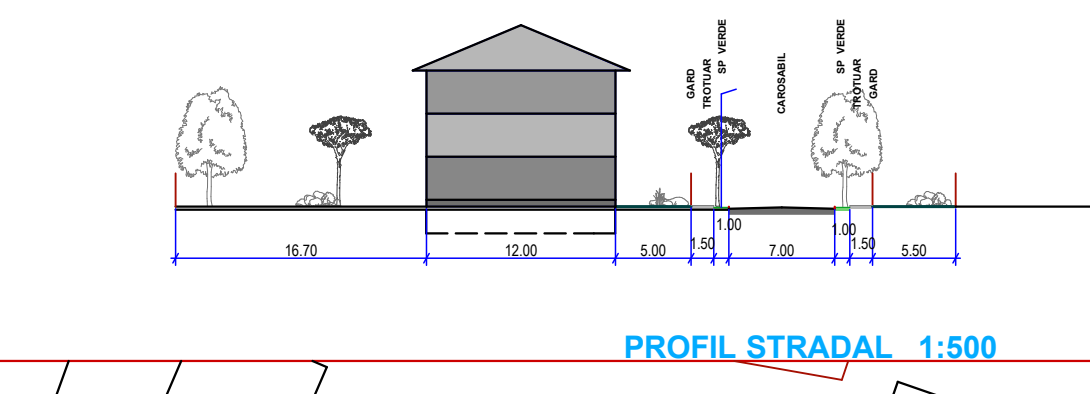 GARD
TROTUAR
SP VERDE
CAROSABIL
SP VERDE
TROTUAR
GARD
16.70
12.00
5.00
1.50
1.00
7.00
1.00
1.50
5.50
PROFIL STRADAL 1:500